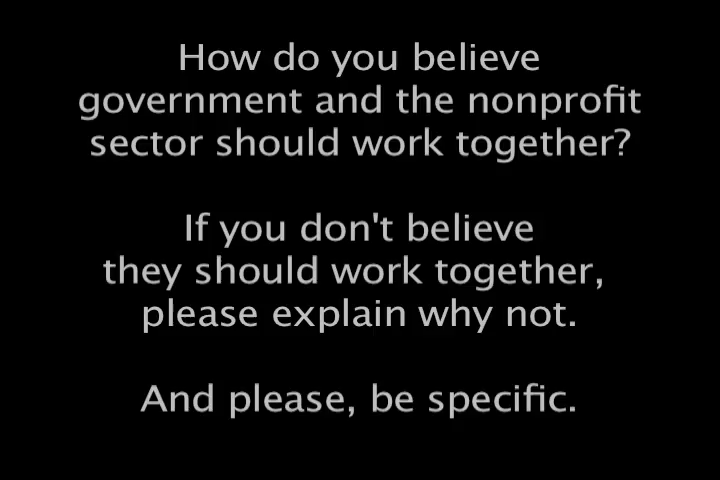 How do you believe
government and the nonprofit
sector should work together?
If you don't believe
they should work together,
please explain why not.
And please, be specific.